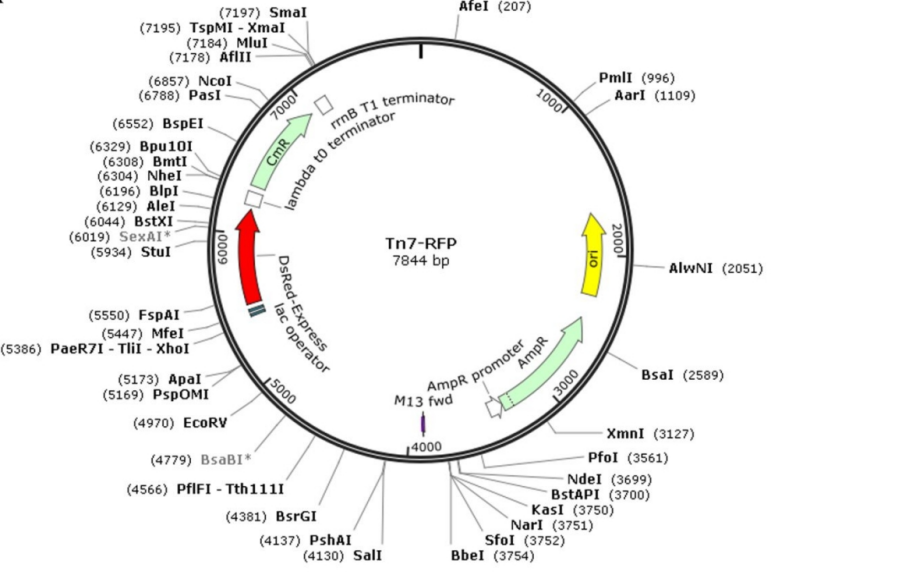 AfeI (207)
PmlI (996)
AarI (1109)
AlwNI (2051)
BsaI (2589)
XmnI (3127)
PfoI (3561)
NdeI (3699)
BstAPI (3700)
KasI (3750)
NarI (3751)
SfoI (3752)
BbeI (3754)
(7197) SmaI
(7195) TspMI - XmaI
(7184) MluI
(7178) AflII
(6857) NcoI
(6788) PasI
(6552) BspEI
(6329) Bpu10I
(6308) BmtI
(6304) NheI
(6196) BlpI
(6129) AleI
(6044) BstXI
(6019) SexAI*
(5934) StuI
(5550) FspAI
(5447) MfeI
(5386) PaeR7I - TliI - XhoI
(5173) ApaI
(5169) PspOMI
(4970) EcoRV
(4779) BsaBI*
(4566) PflFI - Tth111I
(4381) BsrGI
(4137) PshAI
(4130) SalI
1000
2000
3000
4000
5000
6000
7000
rrnB T1 terminator
CmR
lambda t0 terminator
DsRed-Express
lac operator
M13 fwd
AmpR promoter
AmpR
ori
Tn7-RFP
7844 bp